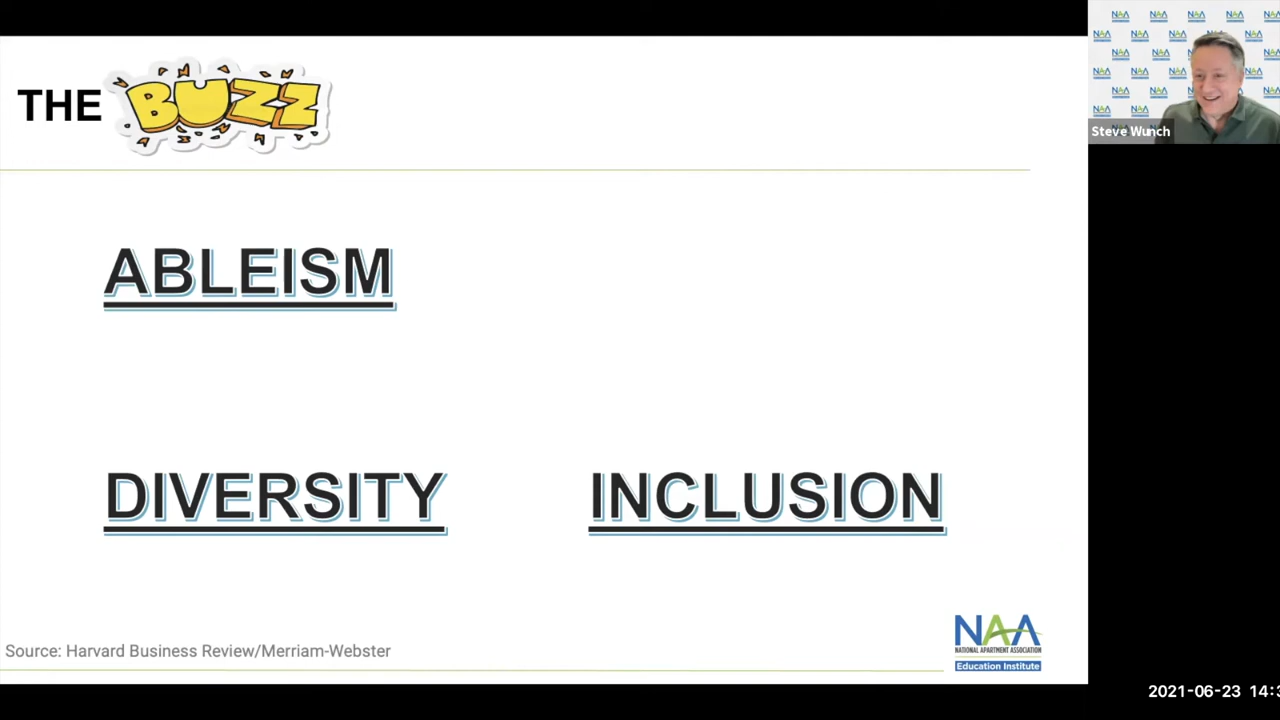 THE BUZZ
ABLEISM
DIVERSITY INCLUSION
Source: Harvard Business Review/Merriam-Webster
NAA
NATIONAL APARTMENT ASSOCIATION
Education Institute
Steve Wunch
2021-06-23 14:3